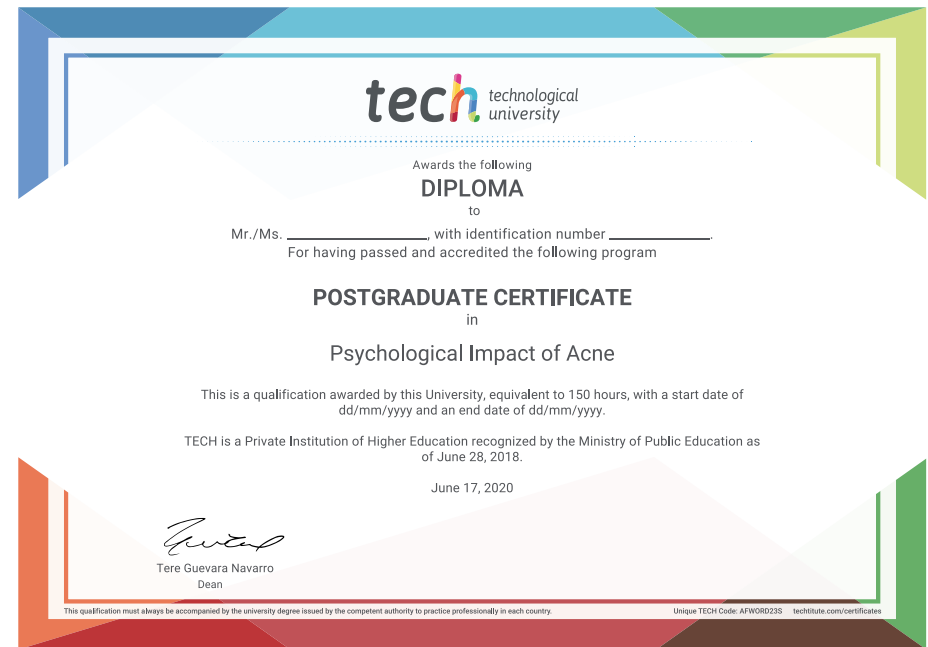 tech technological
university
Awards the following
DIPLOMA
to
Mr./Ms. ____________________, with identification number ______________.
For having passed and accredited the following program
POSTGRADUATE CERTIFICATE
in
Psychological Impact of Acne
This is a qualification awarded by this University, equivalent to 150 hours, with a start date of
dd/mm/yyyy and an end date of dd/mm/yyyy.
TECH is a Private Institution of Higher Education recognized by the Ministry of Public Education as
of June 28, 2018.
June 17, 2020
Tere Guevara Navarro
Dean
This qualification must always be accompanied by the university degree issued by the competent authority to practice professionally in each country. Unique TECH Code: AFWORD23S techtitute.com/certificates